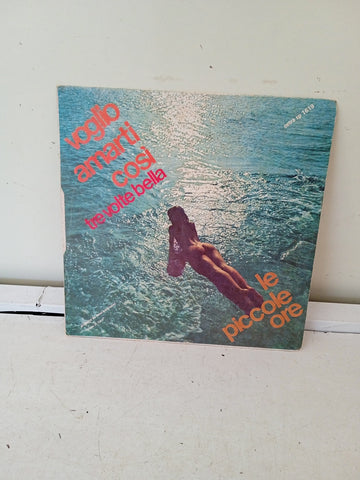 voglio
amarti
così
tre volte bella
le
piccole
ore